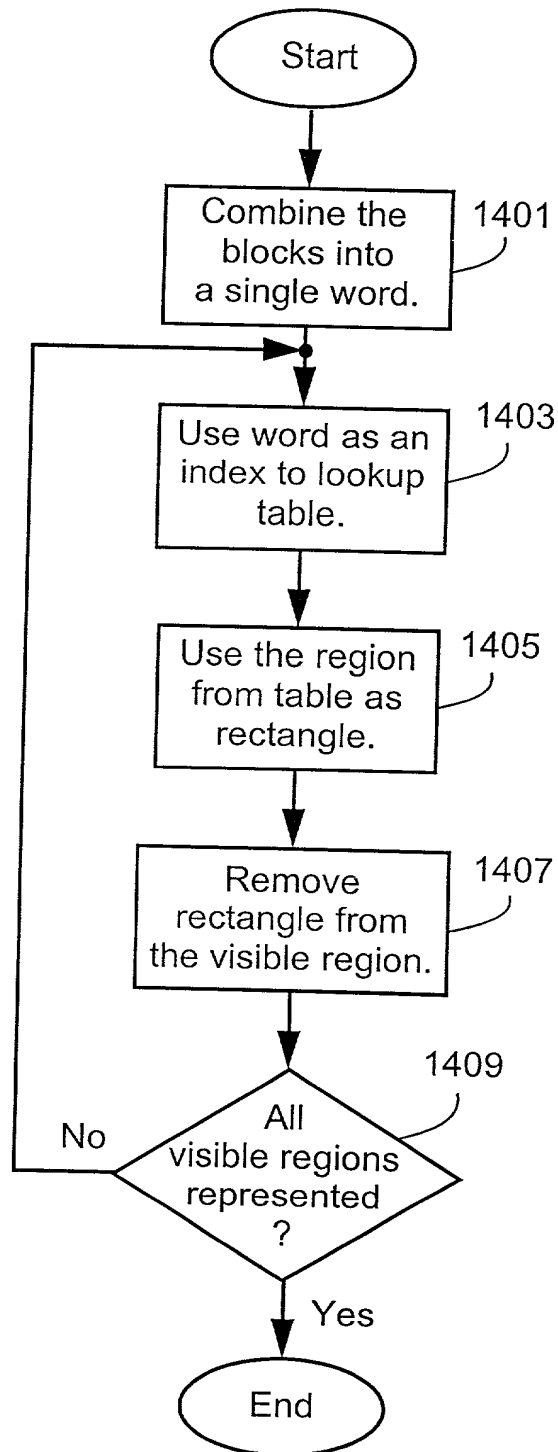 Start
Combine the
blocks into
a single word.
1401
Use word as an
index to lookup
table.
1403
Use the region
from table as
rectangle.
1405
Remove
rectangle from
the visible region.
1407
All
visible regions
represented
?
1409
No
Yes
End